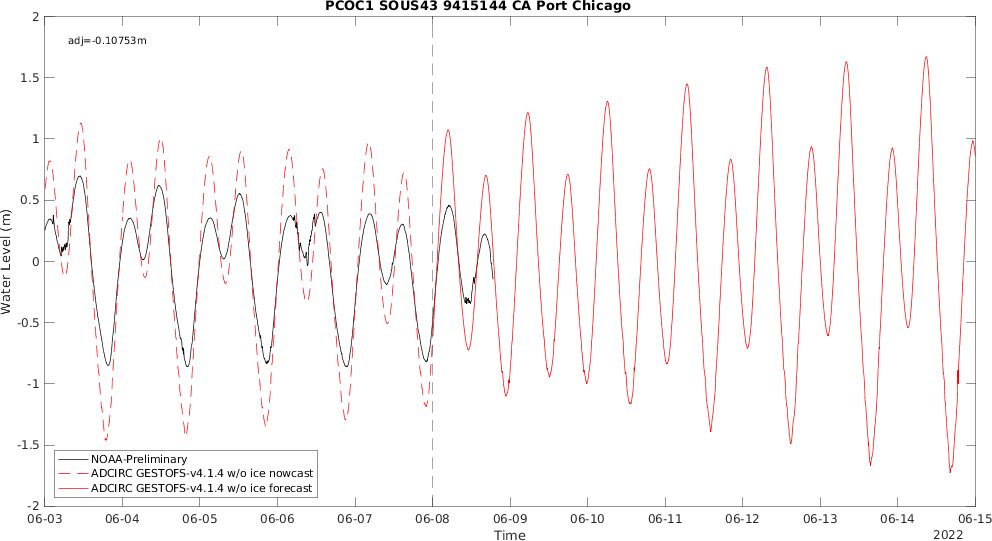 PCOC1 SOUS43 9415144 CA Port Chicago
adj=-0.10753m
2
1.5
1
0.5
0
-0.5
-1
-1.5
-2
Water Level (m)
NOAA-Preliminary
ADCIRC GESTOFS-v4.1.4 w/o ice nowcast
ADCIRC GESTOFS-v4.1.4 w/o ice forecast
06-03 06-04 06-05 06-06 06-07 06-08 06-09 06-10 06-11 06-12 06-13 06-14 06-15
Time
2022